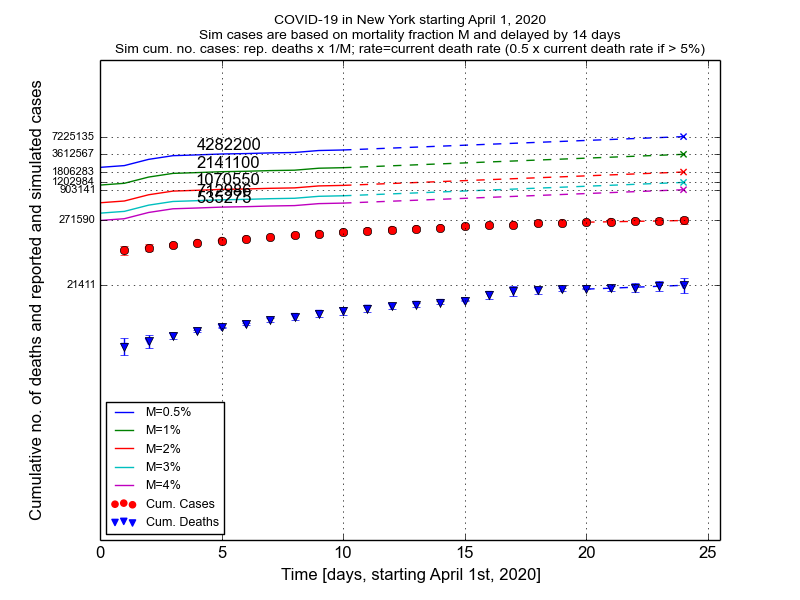 COVID-19 in New York starting April 1, 2020
Sim cases are based on mortality fraction M and delayed by 14 days
Sim cum. no. cases: rep. deaths x 1/M; rate=current death rate (0.5 x current death rate if > 5%)
Cumulative no. of deaths and reported and simulated cases
7225135
3612567
1806283
1202984
903141
271590
21411
4282200
2141100
1070550
712986
535275
M=0.5%
M=1%
M=2%
M=3%
M=4%
Cum. Cases
Cum. Deaths
0 5 10 15 20 25
Time [days, starting April 1st, 2020]